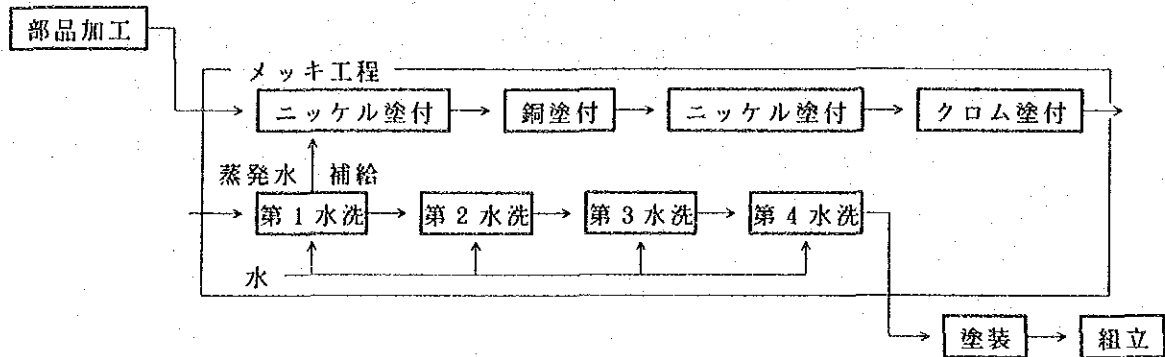 部品加工
メッキ工程
ニッケル塗付 銅塗付 ニッケル塗付 クロム塗付
蒸発水 補給
第1水洗 第2水洗 第3水洗 第4水洗
水
塗装 組立